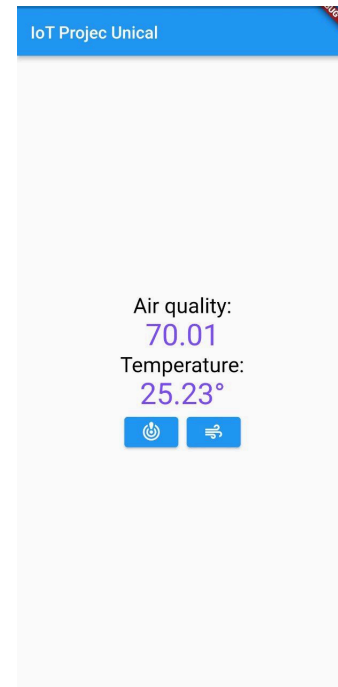 IoT Projec Unical
Air quality:
70.01
Temperature:
25.23°